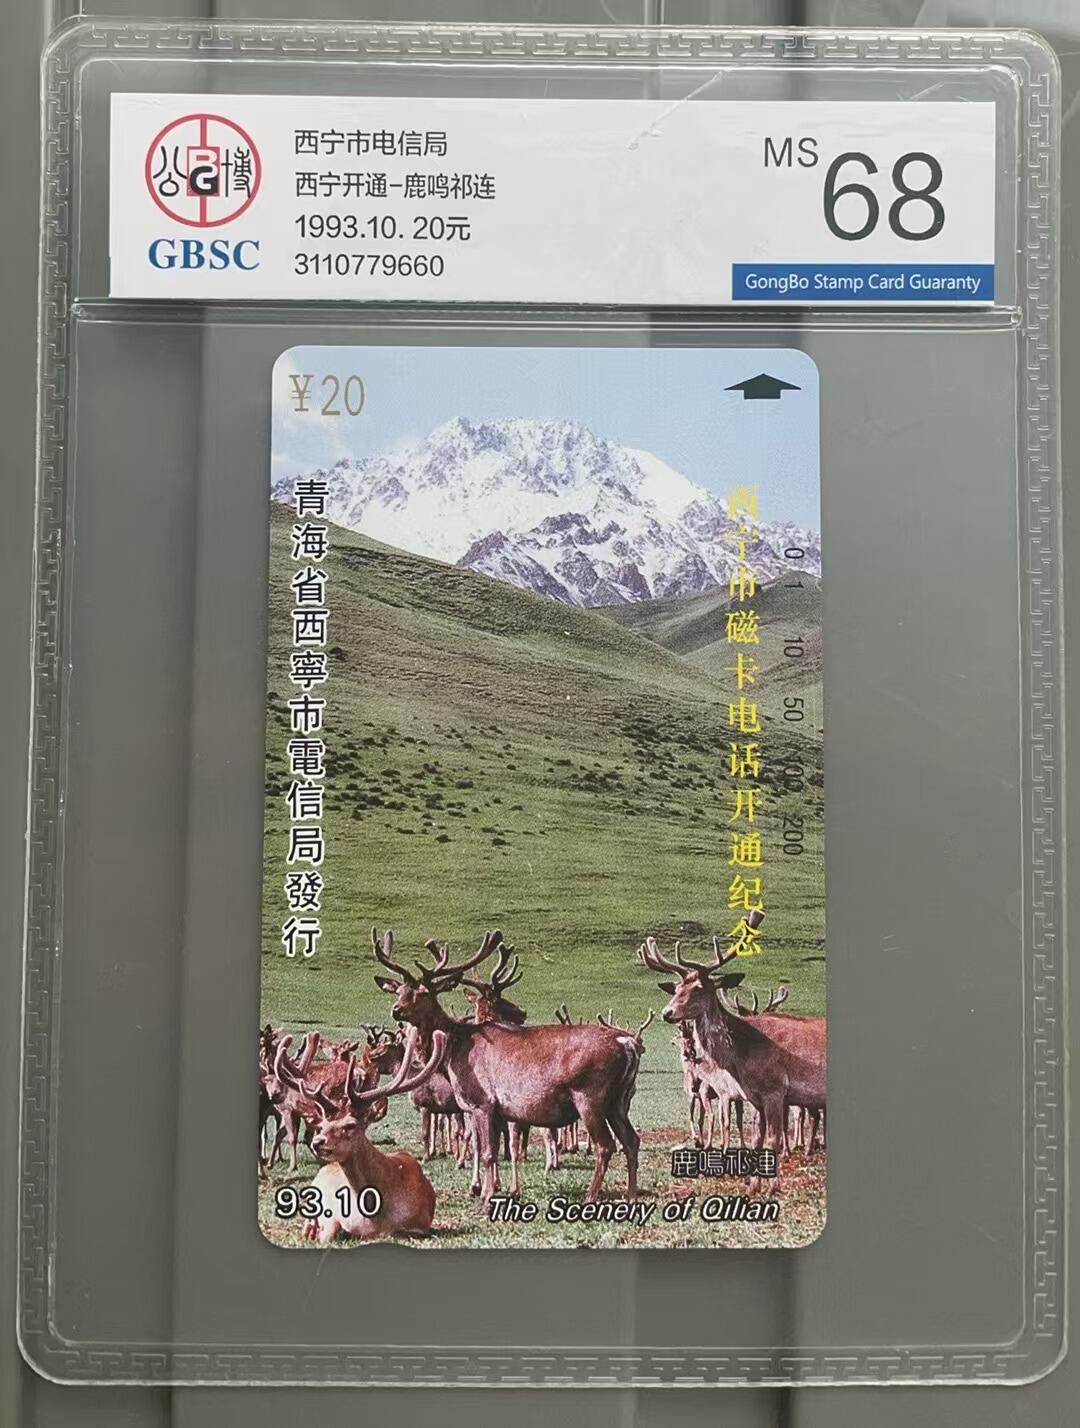 公博
BG
GBSC
西宁市电信局
西宁开通-鹿鸣祁连
1993.10. 20元
3110779660
MS 68
GongBo Stamp Card Guaranty
¥20
青海省西寧市電信局發行
西宁市磁卡电话开通纪念
0 1 10 50 100 200
鹿鳴祁連
93.10
The Scenery of Qilian